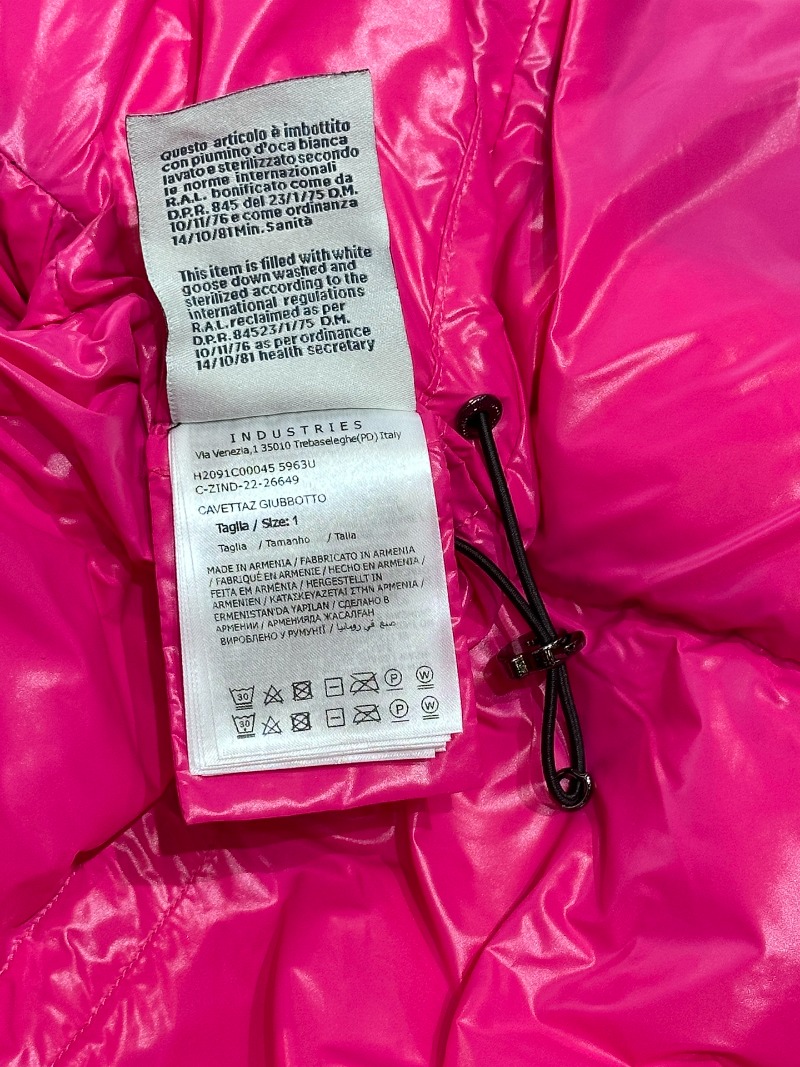 Questo articolo è imbottito
con piumino d'oca bianca
lavato e sterilizzato secondo
le norme internazionali
R.A.L. bonificato come da
D.P.R. 845 del 23/1/75 D.M.
10/11/76 e come ordinanza
14/10/81 Min. Sanità
This item is filled with white
goose down washed and
sterilized according to the
international regulations
R.A.L. reclaimed as per
D.P.R. 84523/1/75 D.M.
10/11/76 as per ordinance
14/10/81 health secretary
INDUSTRIES
Via Venezia,1 35010 Trebaseleghe(PD) Italy
H2091C00045 5963U
C-ZIND-22-26649
CAVETTAZ GIUBBOTTO
Taglia / Size: 1
Taglia / Tamanho / Talla
MADE IN ARMENIA / FABBRICATO IN ARMENIA
/ FABRIQUÉ EN ARMENIE / HECHO EN ARMENIA /
FEITA EM ARMÉNIA / HERGESTELLT IN
ARMENIEN / ΚΑΤΑΣΚΕΥΑΖΕΤΑΙ ΣΤΗΝ ΑΡΜΕΝΙΑ /
ERMENISTAN'DA YAPILAN / СДЕЛАНО В
АРМЕНИИ / АРМЕНИЯДА ЖАСАЛҒАН
/ ВИРОБЛЕНО У РУМУНІЇ / صنع في رومانيا
30 P W
30 P W